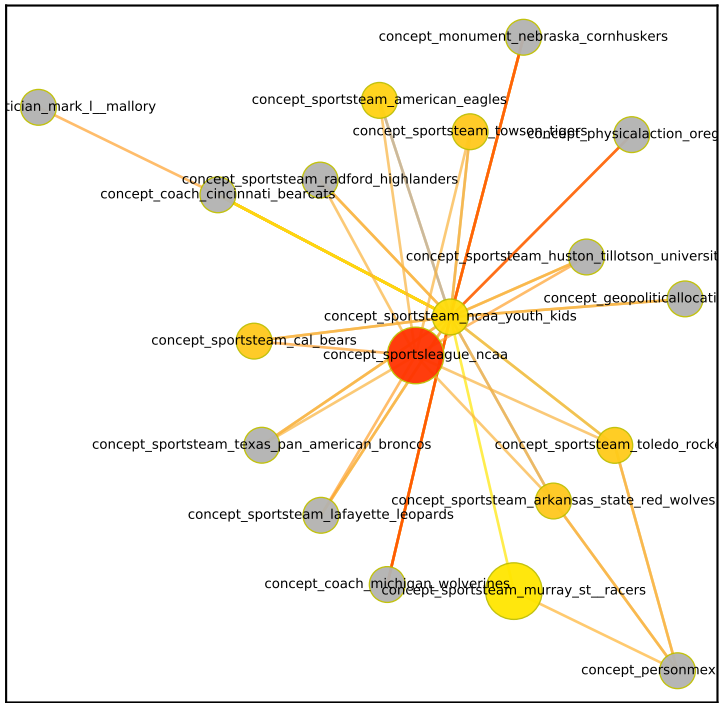 concept_monument_nebraska_cornhuskers
concept_sportsteam_american_eagles
tician_mark_l__mallory
concept_sportsteam_towson_tigers
concept_physicalaction_oreg
concept_sportsteam_radford_highlanders
concept_coach_cincinnati_bearcats
concept_sportsteam_huston_tillotson_universit
concept_geopoliticallocati
concept_sportsteam_ncaa_youth_kids
concept_sportsteam_cal_bears
concept_sportsleague_ncaa
concept_sportsteam_texas_pan_american_broncos
concept_sportsteam_toledo_rocke
concept_sportsteam_arkansas_state_red_wolves
concept_sportsteam_lafayette_leopards
concept_coach_michigan_wolverines
concept_sportsteam_murray_st__racers
concept_personmex